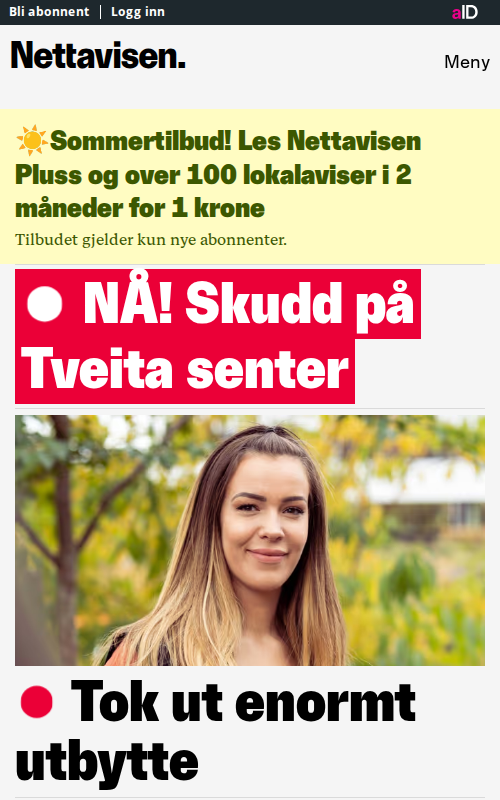 Bli abonnent
Logg inn
aID
Nettavisen.
Meny
☀️Sommertilbud! Les Nettavisen
Pluss og over 100 lokalaviser i 2
måneder for 1 krone
Tilbudet gjelder kun nye abonnenter.
NÅ! Skudd på
Tveita senter
Tok ut enormt
utbytte